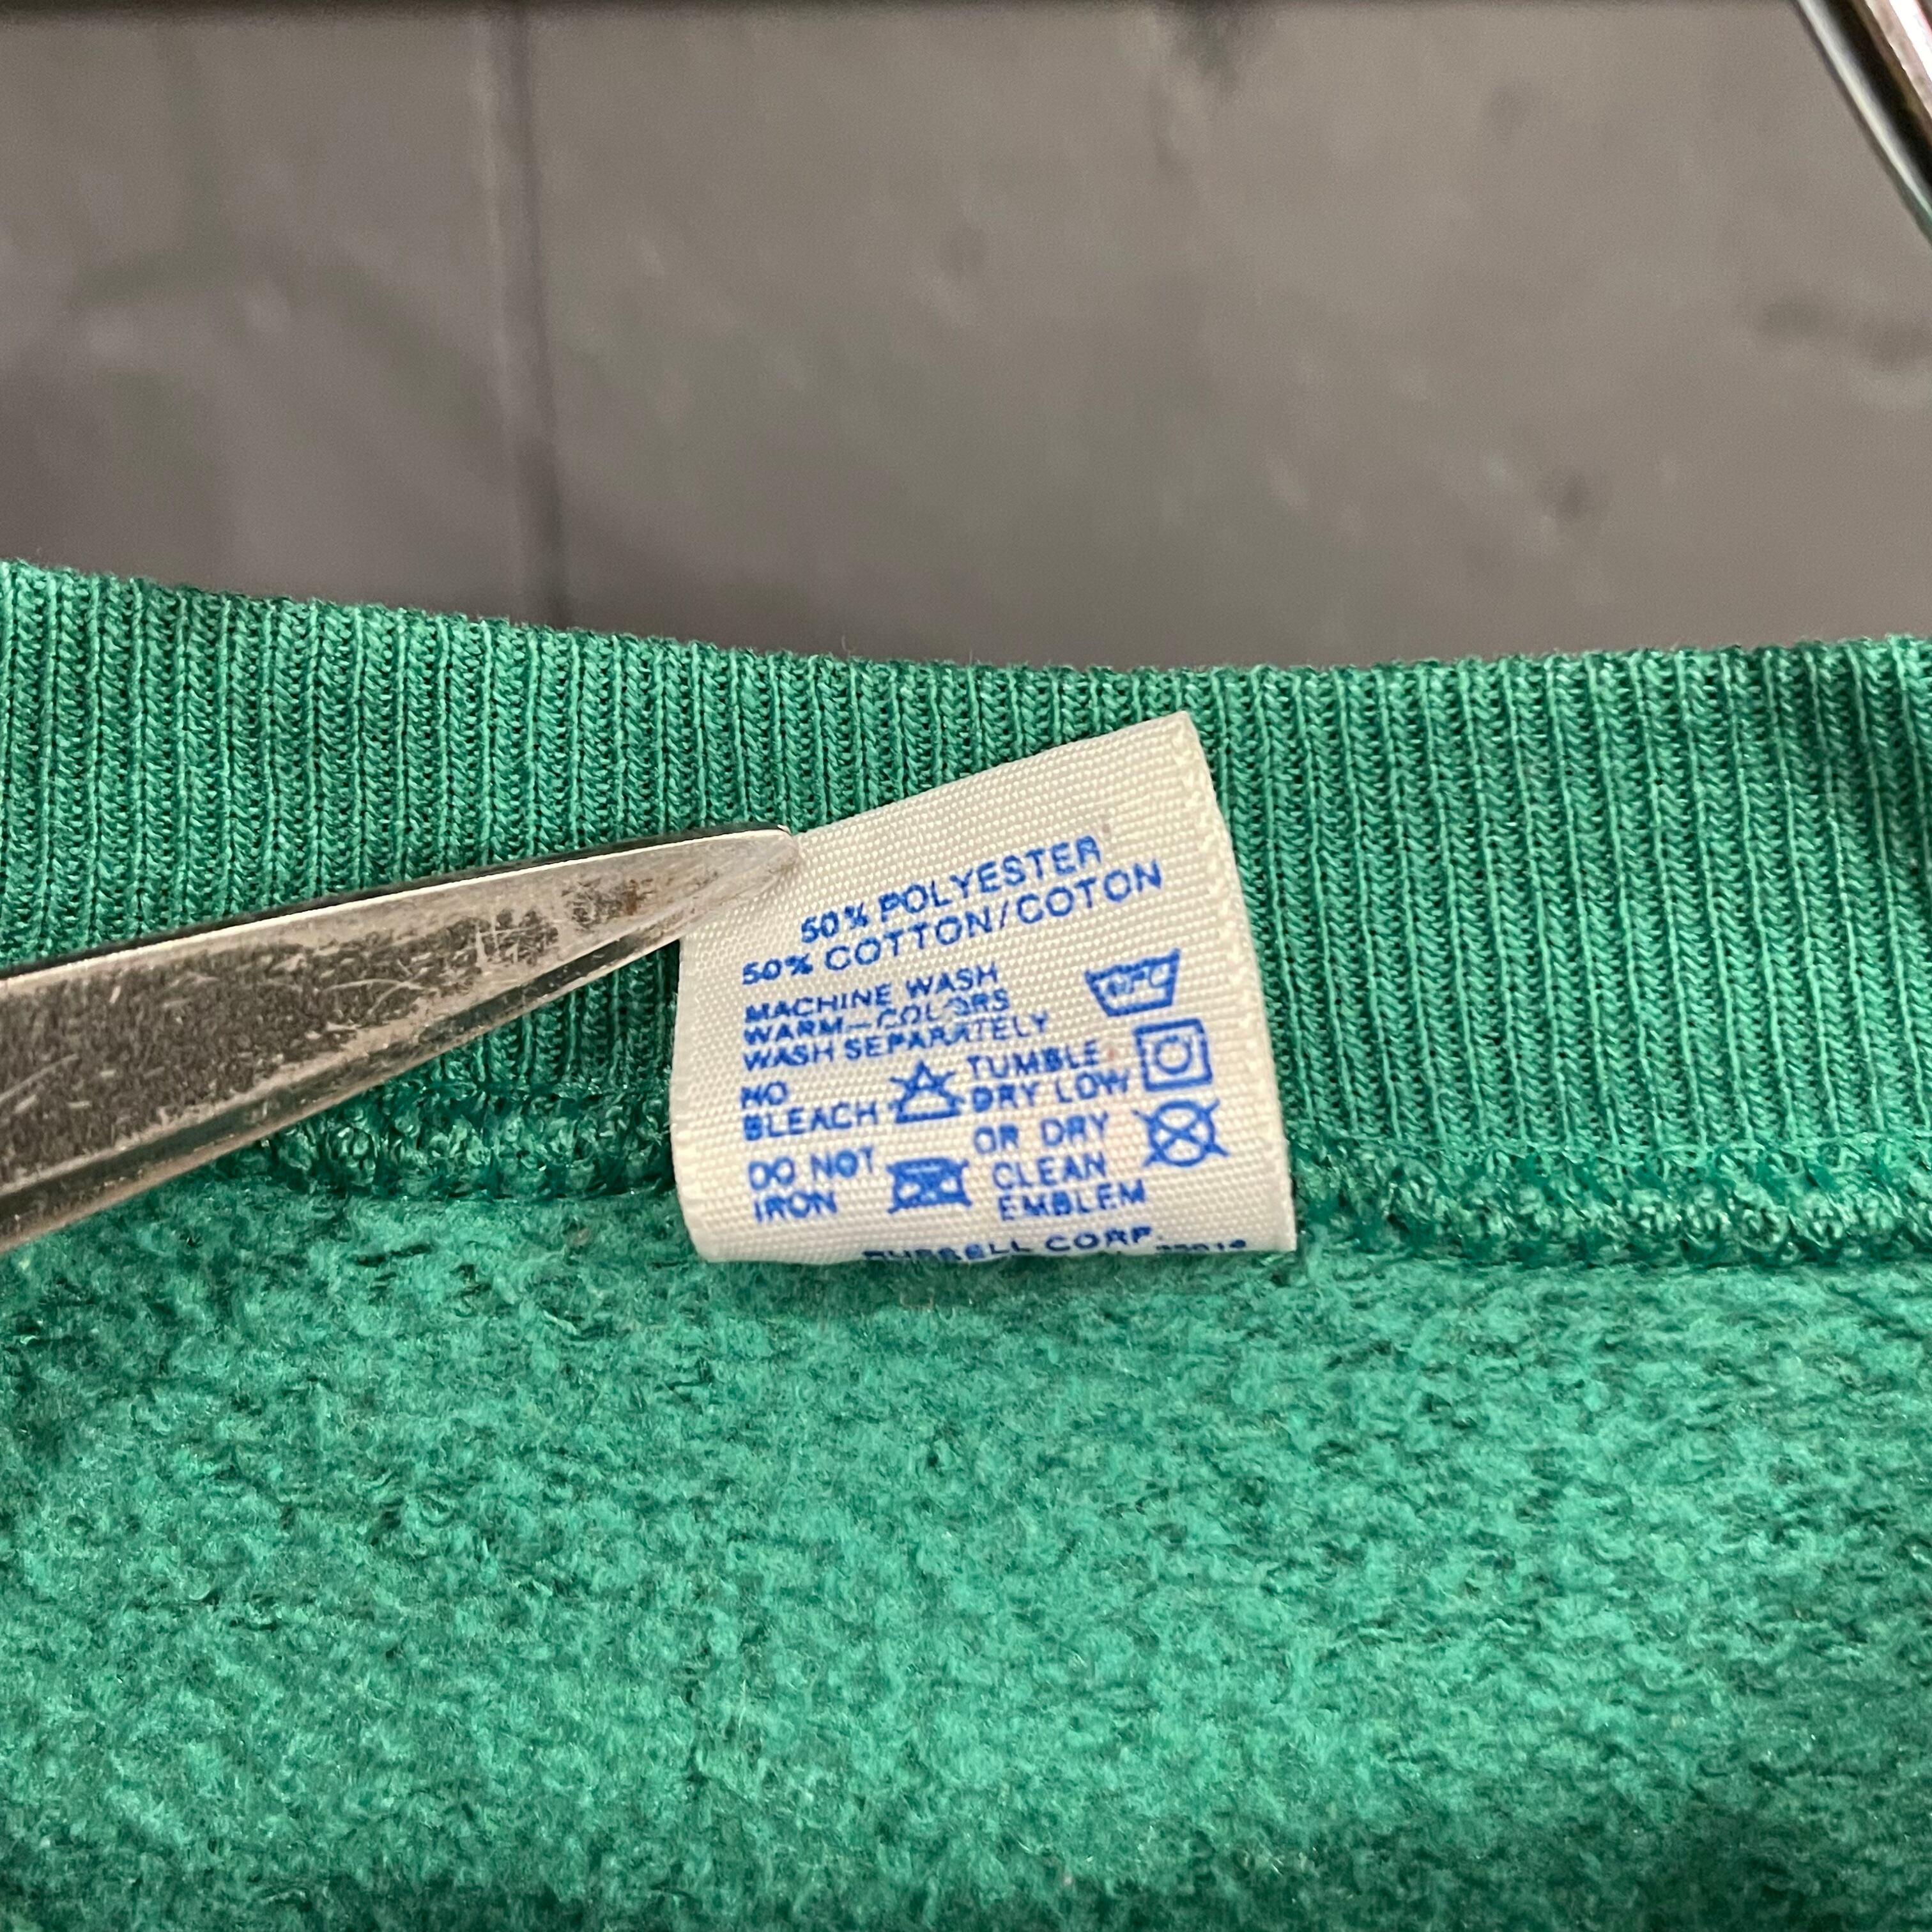 50% POLYESTER
50% COTTON/COTON
MACHINE WASH
WARM—COLORS
WASH SEPARATELY
40°C
NO
BLEACH
TUMBLE
DRY LOW
DO NOT
IRON
OR DRY
CLEAN
EMBLEM
RUSSELL CORP.